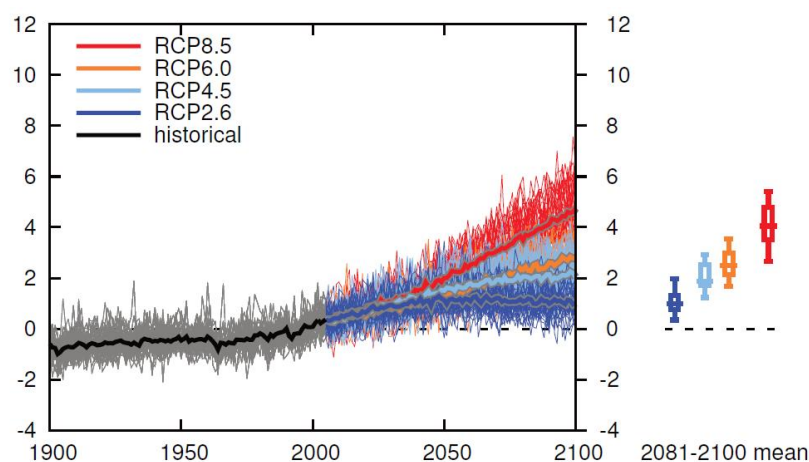 12 12
RCP8.5
10 RCP6.0 10
RCP4.5
8 RCP2.6 8
historical
6 6
4 4
2 2
0 0
-2 -2
-4 -4
1900 1950 2000 2050 2100 2081-2100 mean